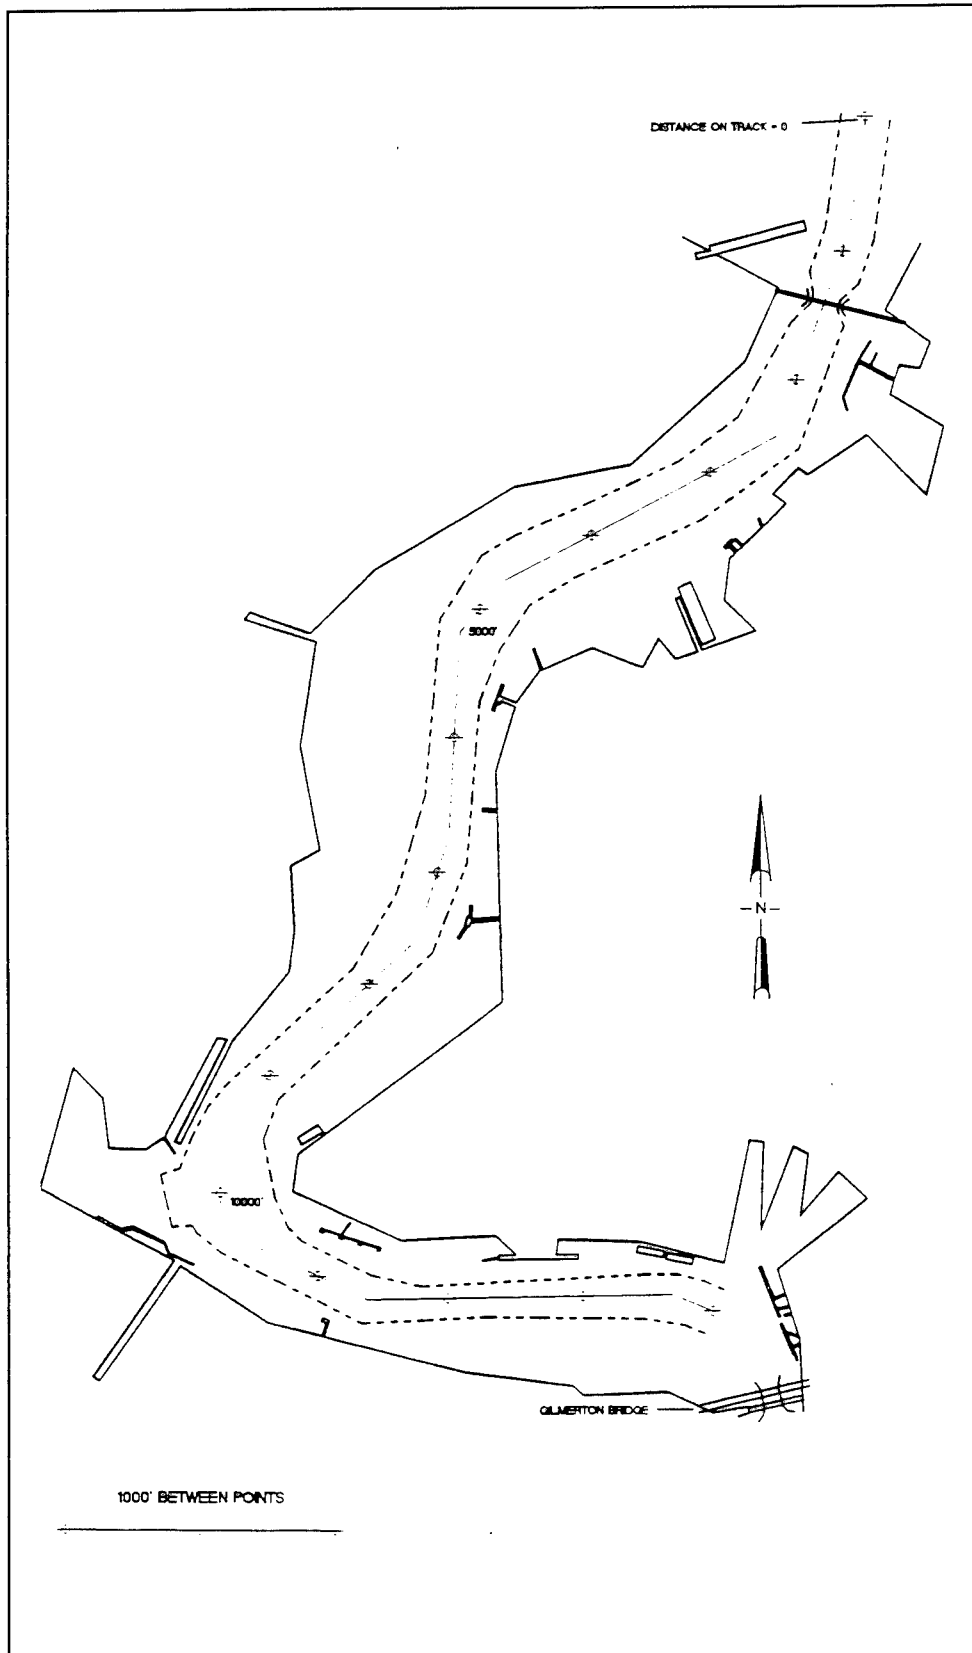 DISTANCE ON TRACK = 0
5000'
-N-
10000'
GILMERTON BRIDGE
1000' BETWEEN POINTS